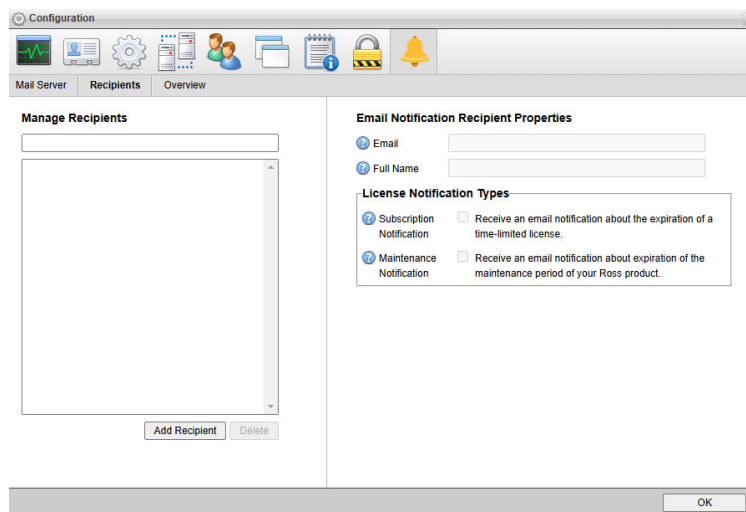 Configuration
Mail Server Recipients Overview
Manage Recipients
Add Recipient Delete
Email Notification Recipient Properties
Email
Full Name
License Notification Types
Subscription Notification
Receive an email notification about the expiration of a
time-limited license.
Maintenance Notification
Receive an email notification about expiration of the
maintenance period of your Ross product.
OK